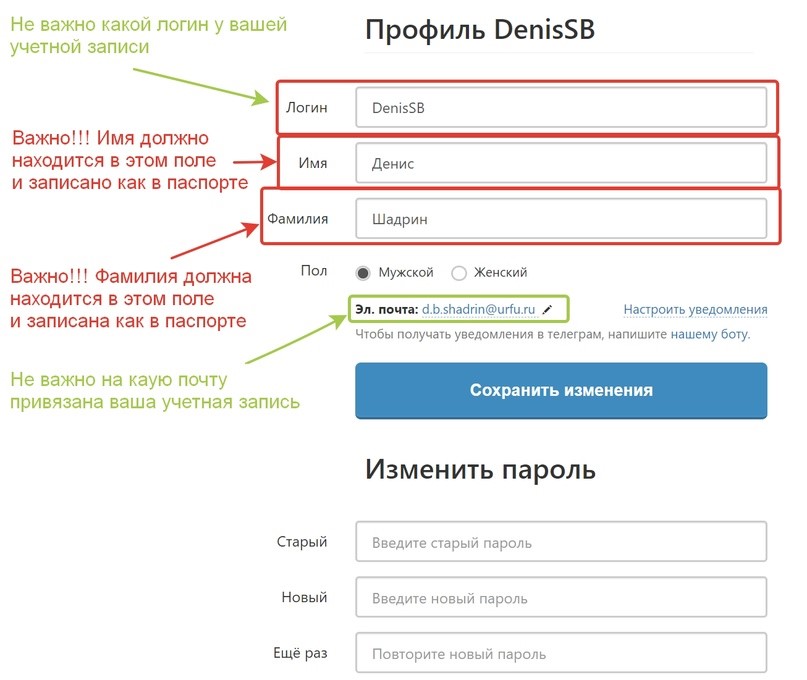 Не важно какой логин у вашей
учетной записи
Профиль DenisSB
Логин
DenisSB
Важно!!! Имя должно
находится в этом поле
и записано как в паспорте
Имя
Денис
Фамилия
Шадрин
Важно!!! Фамилия должна
находится в этом поле
и записана как в паспорте
Пол
Мужской
Женский
Эл. почта: d.b.shadrin@urfu.ru
Настроить уведомления
Чтобы получать уведомления в телеграм, напишите нашему боту.
Не важно на каую почту
привязана ваша учетная запись
Сохранить изменения
Изменить пароль
Старый
Введите старый пароль
Новый
Введите новый пароль
Ещё раз
Повторите новый пароль